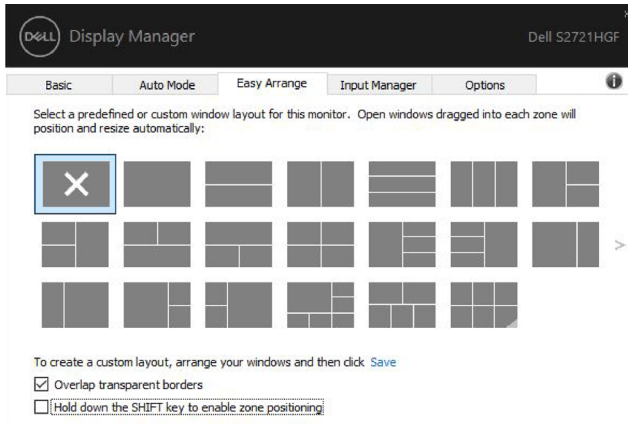 DELL Display Manager
Dell S2721HGF
Basic Auto Mode Easy Arrange Input Manager Options
Select a predefined or custom window layout for this monitor. Open windows dragged into each zone will
position and resize automatically:
To create a custom layout, arrange your windows and then click Save
Overlap transparent borders
Hold down the SHIFT key to enable zone positioning